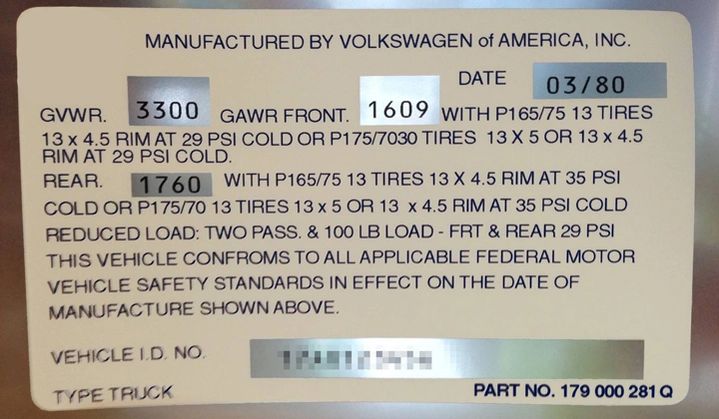 MANUFACTURED BY VOLKSWAGEN of AMERICA, INC.
DATE 03/80
GVWR. 3300 GAWR FRONT. 1609 WITH P165/75 13 TIRES
13 x 4.5 RIM AT 29 PSI COLD OR P175/7030 TIRES 13 X 5 OR 13 x 4.5
RIM AT 29 PSI COLD.
REAR. 1760 WITH P165/75 13 TIRES 13 X 4.5 RIM AT 35 PSI
COLD OR P175/70 13 TIRES 13 x 5 OR 13 x 4.5 RIM AT 35 PSI COLD
REDUCED LOAD: TWO PASS. & 100 LB LOAD - FRT & REAR 29 PSI
THIS VEHICLE CONFROMS TO ALL APPLICABLE FEDERAL MOTOR
VEHICLE SAFETY STANDARDS IN EFFECT ON THE DATE OF
MANUFACTURE SHOWN ABOVE.
VEHICLE I.D. NO.
TYPE TRUCK PART NO. 179 000 281 Q